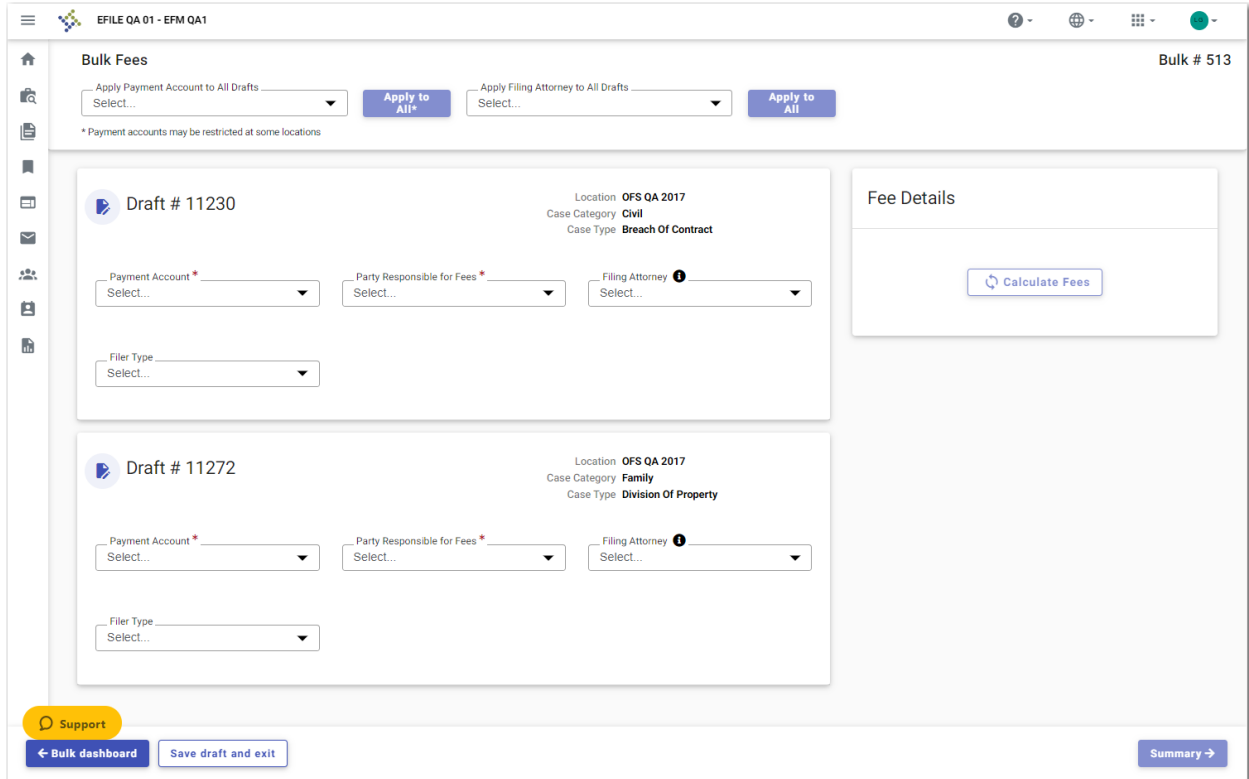 EFILE QA 01 - EFM QA1
Bulk Fees
Bulk # 513
Apply Payment Account to All Drafts
Select...
Apply to
All*
Apply Filing Attorney to All Drafts
Select...
Apply to
All
* Payment accounts may be restricted at some locations
Draft # 11230
Location OFS QA 2017
Case Category Civil
Case Type Breach Of Contract
Payment Account *
Select...
Party Responsible for Fees *
Select...
Filing Attorney
Select...
Filer Type
Select...
Fee Details
Calculate Fees
Draft # 11272
Location OFS QA 2017
Case Category Family
Case Type Division Of Property
Payment Account *
Select...
Party Responsible for Fees *
Select...
Filing Attorney
Select...
Filer Type
Select...
Support
← Bulk dashboard
Save draft and exit
Summary →